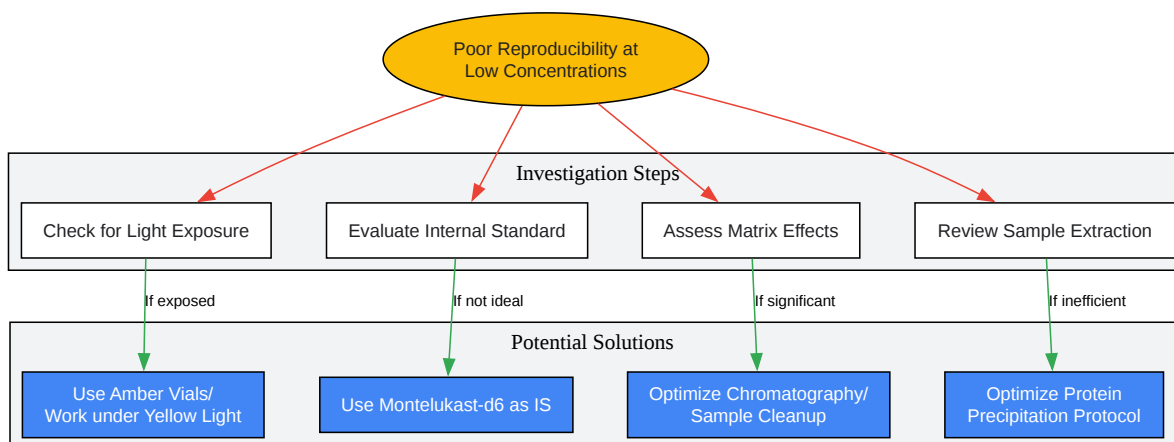 Poor Reproducibility at
Low Concentrations
Investigation Steps
Check for Light Exposure
Evaluate Internal Standard
Assess Matrix Effects
Review Sample Extraction
If exposed
If not ideal
If significant
If inefficient
Potential Solutions
Use Amber Vials/
Work under Yellow Light
Use Montelukast-d6 as IS
Optimize Chromatography/
Sample Cleanup
Optimize Protein
Precipitation Protocol